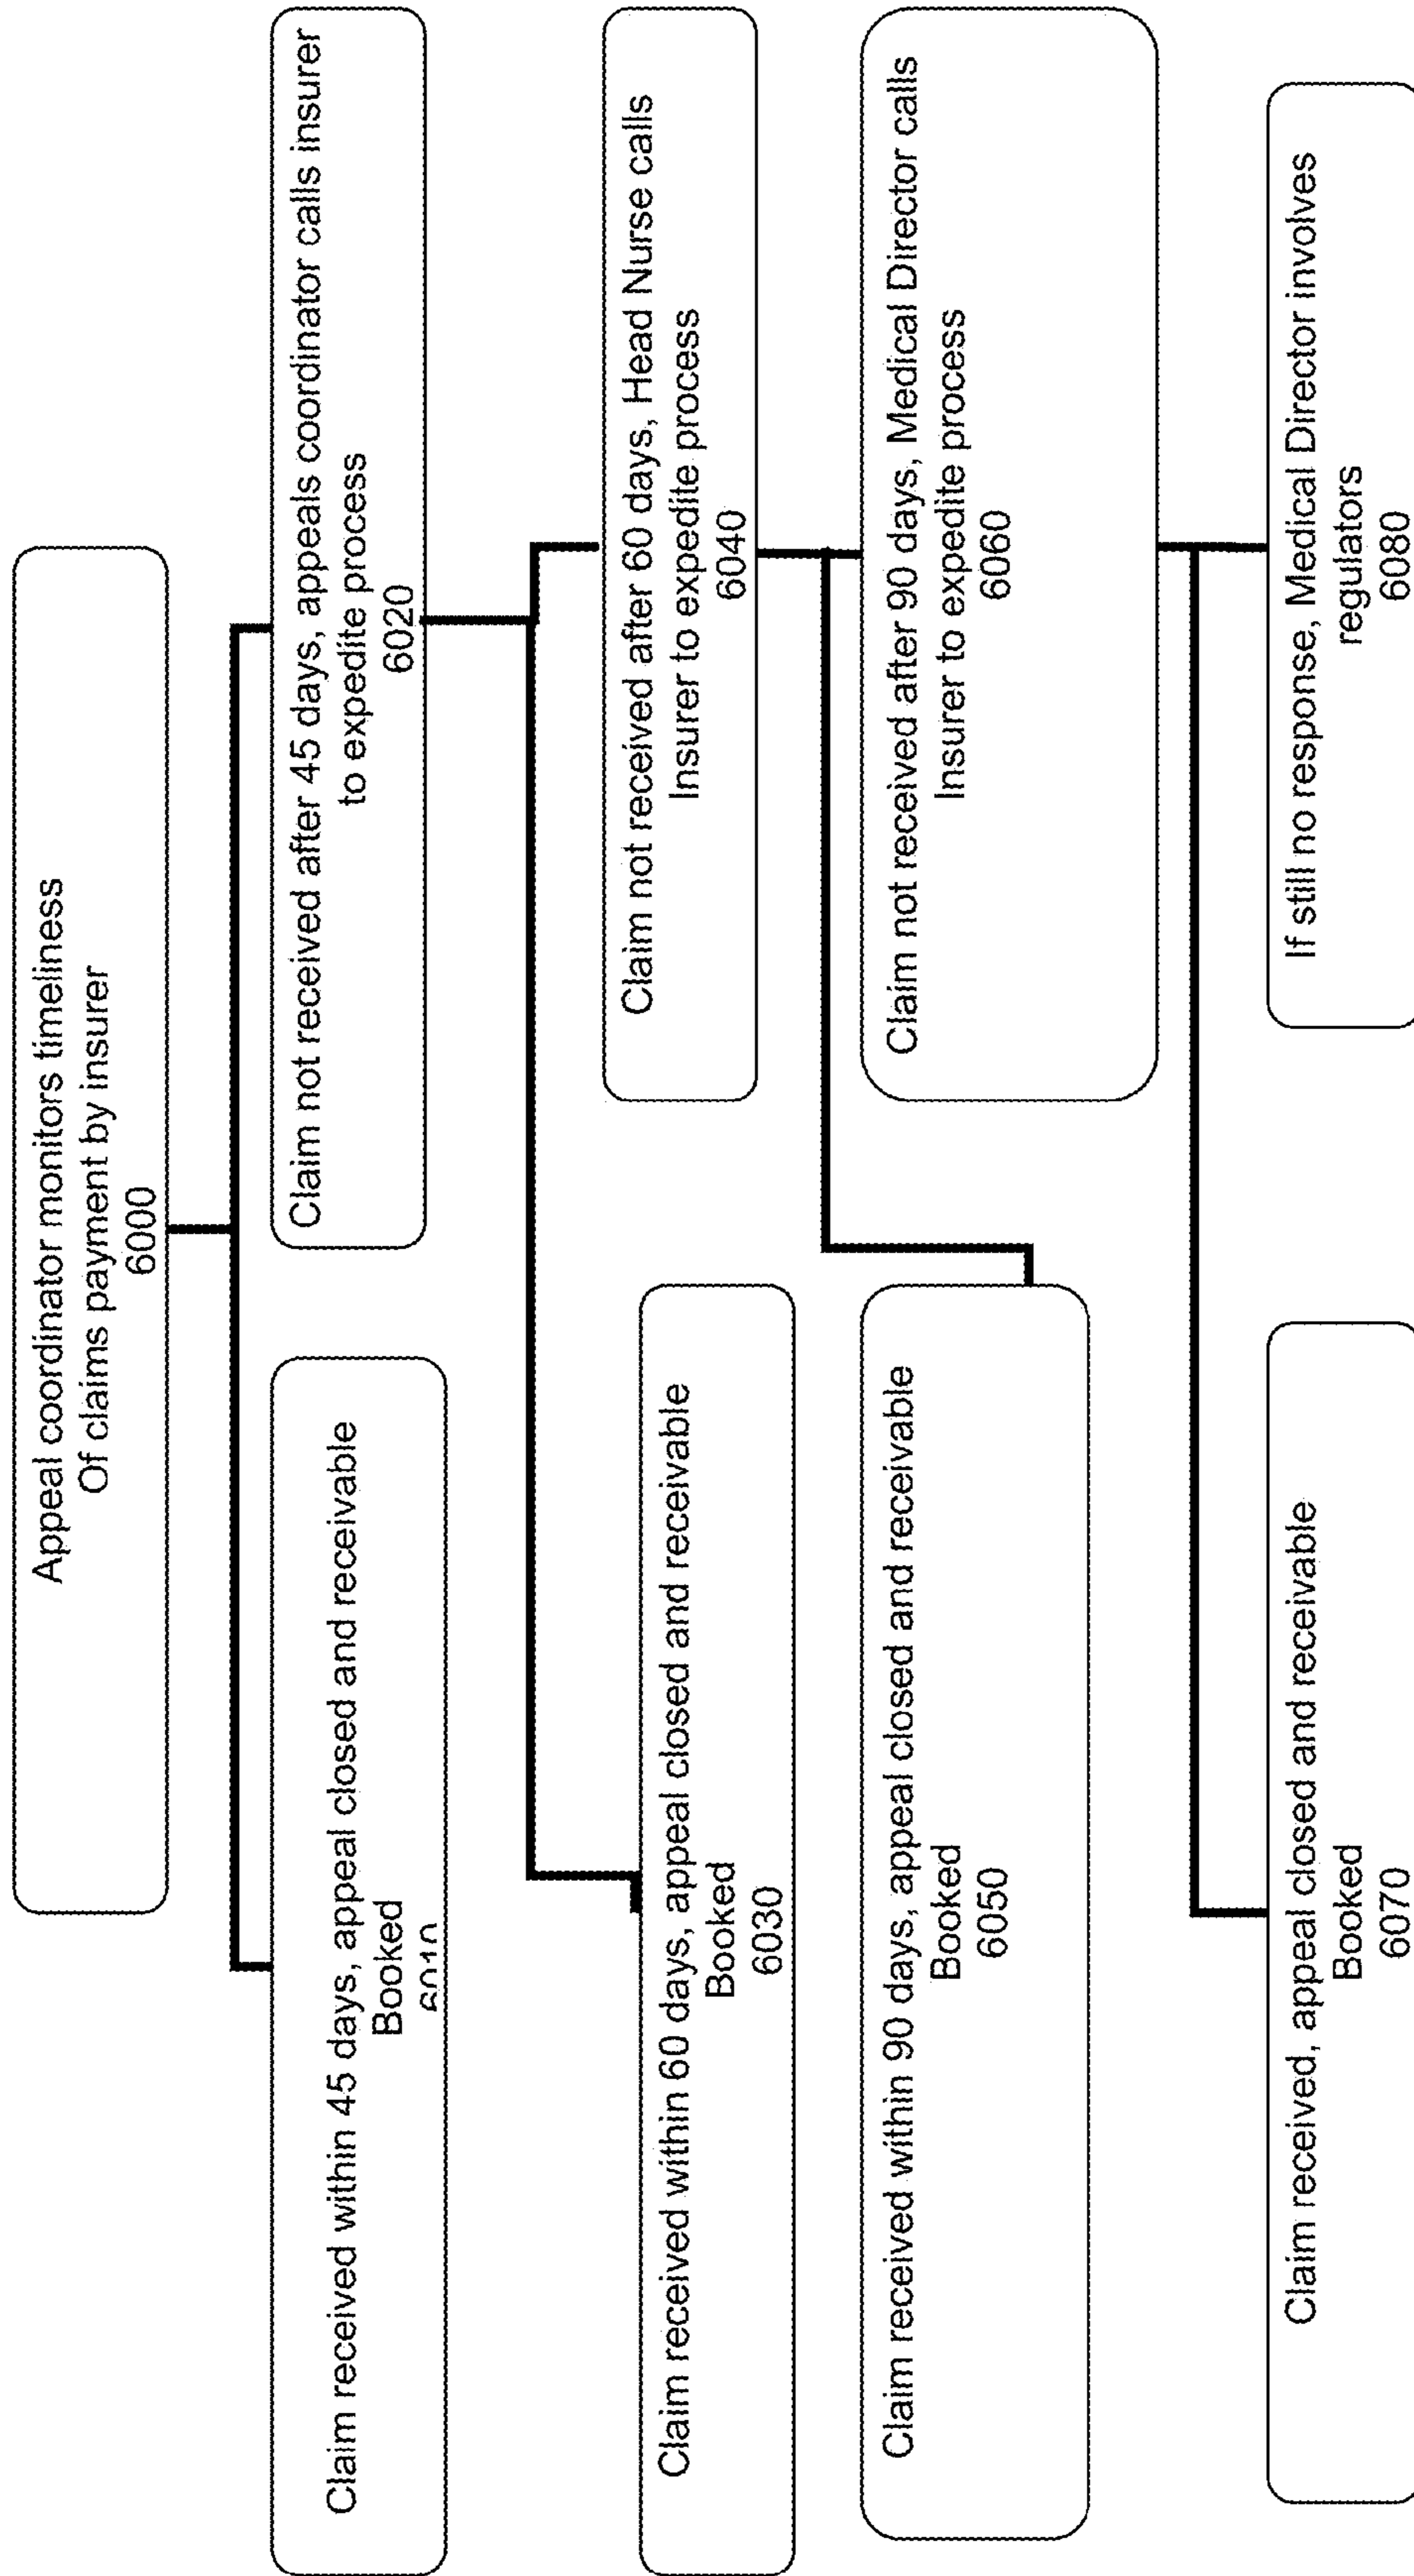 Appeal coordinator monitors timeliness
Of claims payment by insurer
6000
Claim received within 45 days, appeal closed and receivable
Booked
6010
Claim not received after 45 days, appeals coordinator calls insurer
to expedite process
6020
Claim received within 60 days, appeal closed and receivable
Booked
6030
Claim not received after 60 days, Head Nurse calls
Insurer to expedite process
6040
Claim received within 90 days, appeal closed and receivable
Booked
6050
Claim not received after 90 days, Medical Director calls
Insurer to expedite process
6060
Claim received, appeal closed and receivable
Booked
6070
If still no response, Medical Director involves
regulators
6080